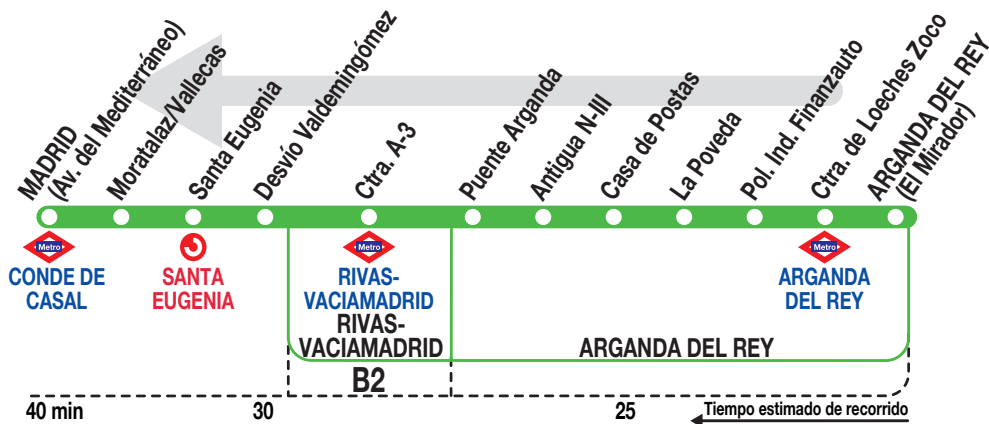 MADRID
(Av. del Mediterráneo)
Moratalaz/Vallecas
Santa Eugenia
Desvío Valdemingómez
Ctra. A-3
Puente Arganda
Antigua N-III
Casa de Postas
La Poveda
Pol. Ind. Finanzauto
Ctra. de Loeches Zoco
ARGANDA DEL REY
(El Mirador)
Metro
CONDE DE
CASAL
SANTA
EUGENIA
Metro
RIVAS-
VACIAMADRID
RIVAS-
VACIAMADRID
Metro
ARGANDA
DEL REY
ARGANDA DEL REY
B2
40 min
30
25
Tiempo estimado de recorrido